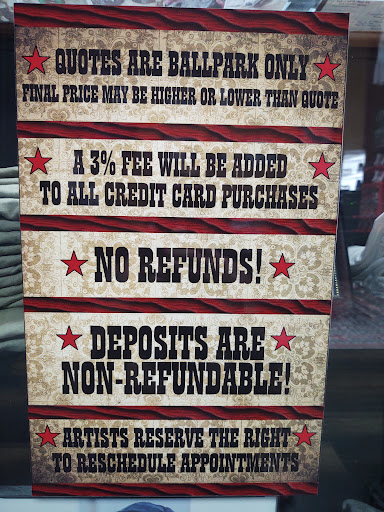 QUOTES ARE BALLPARK ONLY
FINAL PRICE MAY BE HIGHER OR LOWER THAN QUOTE
A 3% FEE WILL BE ADDED
TO ALL CREDIT CARD PURCHASES
NO REFUNDS!
DEPOSITS ARE
NON-REFUNDABLE!
ARTISTS RESERVE THE RIGHT
TO RESCHEDULE APPOINTMENTS